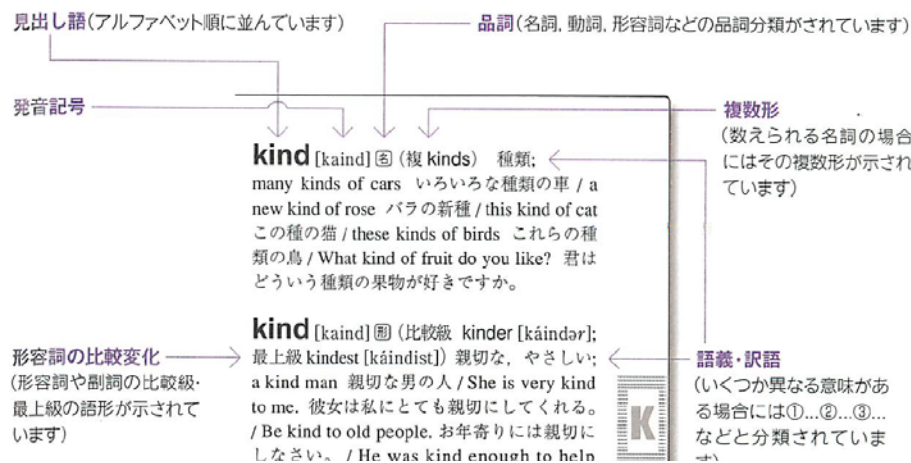 見出し語(アルファベット順に並んでいます)
品詞(名詞, 動詞, 形容詞などの品詞分類がされています)
発音記号
複数形
(数えられる名詞の場合
にはその複数形が示され
ています)
kind [kaind] 名 (複 kinds) 種類;
many kinds of cars いろいろな種類の車 / a
new kind of rose バラの新種 / this kind of cat
この種の猫 / these kinds of birds これらの種
類の鳥 / What kind of fruit do you like? 君は
どういう種類の果物が好きですか。
kind [kaind] 形 (比較級 kinder [káindər];
最上級 kindest [káindist]) 親切な, やさしい;
a kind man 親切な男の人 / She is very kind
to me. 彼女は私にとても親切にしてくれる。
/ Be kind to old people. お年寄りには親切に
しなさい。 / He was kind enough to help
形容詞の比較変化
(形容詞や副詞の比較級・
最上級の語形が示されて
います)
K
語義・訳語
(いくつか異なる意味があ
る場合には①...②...③...
などと分類されていま
す)